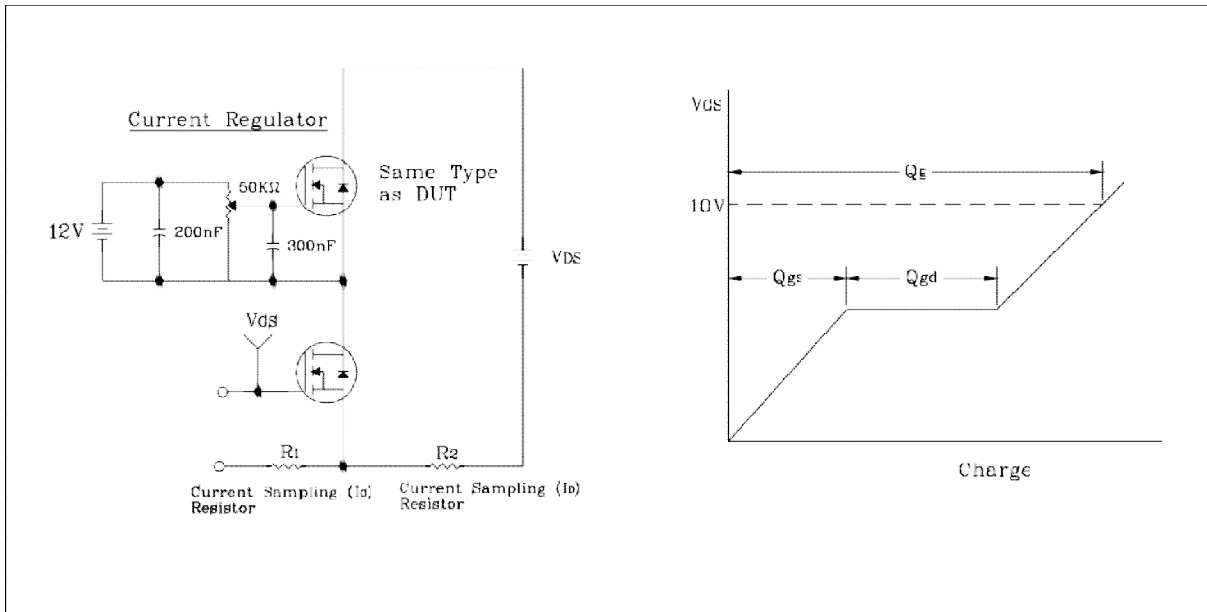 Current Regulator
Same Type
as DUT
50KΩ
12V
200nF
300nF
VDS
VGS
R1
R2
Current Sampling (IG)
Resistor
Current Sampling (ID)
Resistor
VGS
Qg
10V
Qgs
Qgd
Charge